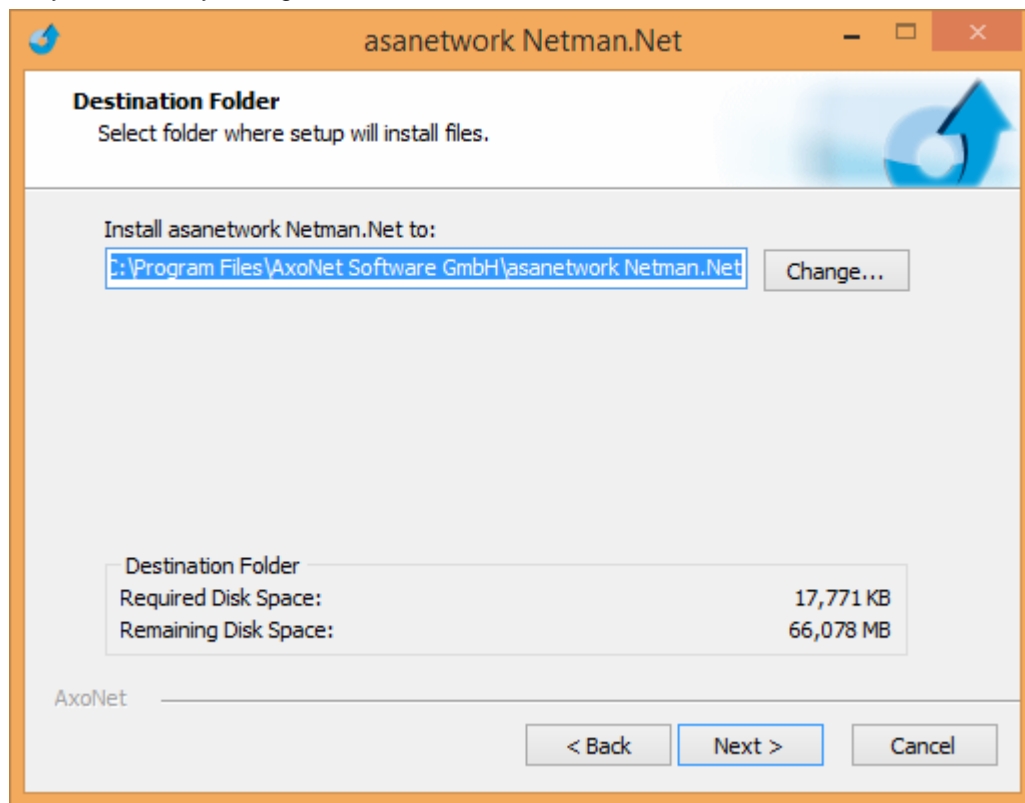 asanetwork Netman.Net
Destination Folder
Select folder where setup will install files.
Install asanetwork Netman.Net to:
C:\Program Files\AxoNet Software GmbH\asanetwork Netman.Net
Change...
Destination Folder
Required Disk Space: 17,771 KB
Remaining Disk Space: 66,078 MB
AxoNet
< Back Next > Cancel